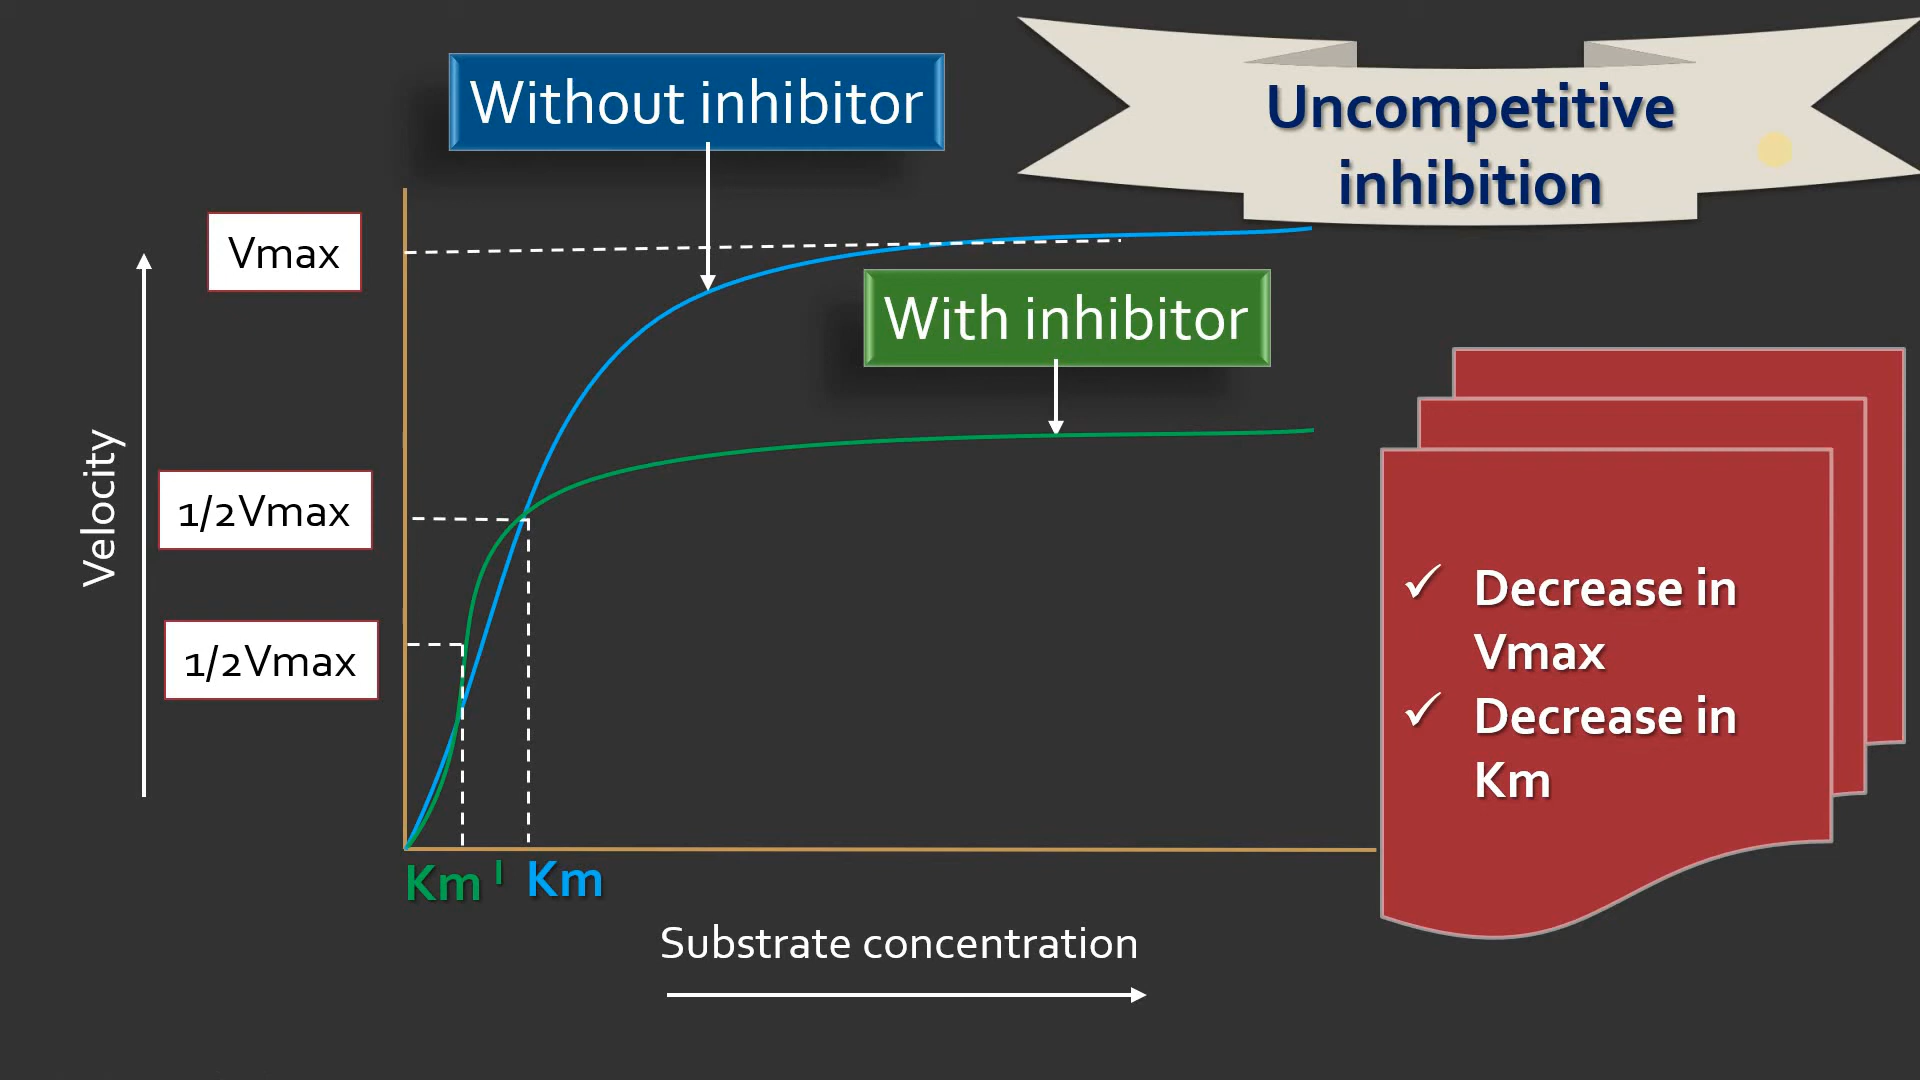 Without inhibitor
Uncompetitive
inhibition
Vmax
With inhibitor
Velocity
1/2Vmax
1/2Vmax
✓ Decrease in
Vmax
✓ Decrease in
Km
Km ꞌ Km
Substrate concentration